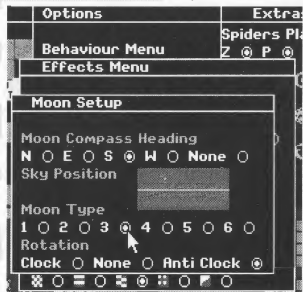 Options
Extra
Spiders Pla
Behaviour Menu
Z P
Effects Menu
Moon Setup
Moon Compass Heading
N E S W None
Sky Position
Moon Type
1 2 3 4 5 6
Rotation
Clock None Anti Clock